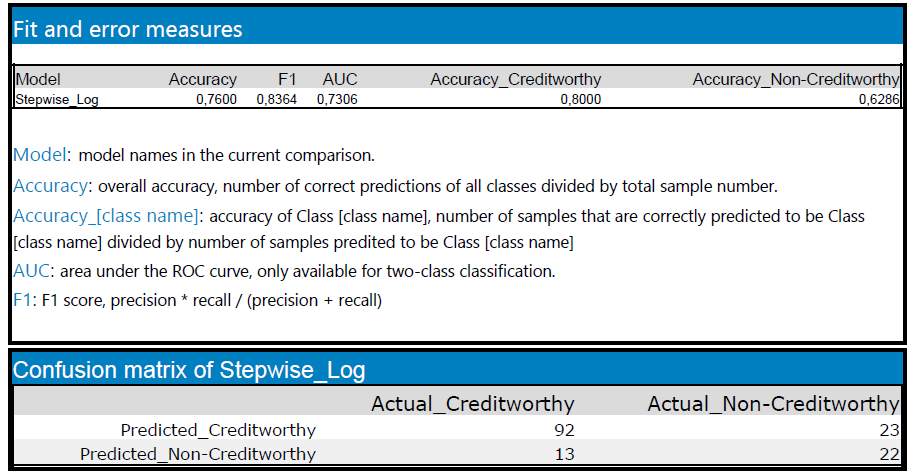 Fit and error measures
Model Accuracy F1 AUC Accuracy_Creditworthy Accuracy_Non-Creditworthy
Stepwise_Log 0,7600 0,8364 0,7306 0,8000 0,6286
Model: model names in the current comparison.
Accuracy: overall accuracy, number of correct predictions of all classes divided by total sample number.
Accuracy_[class name]: accuracy of Class [class name], number of samples that are correctly predicted to be Class
[class name] divided by number of samples predited to be Class [class name]
AUC: area under the ROC curve, only available for two-class classification.
F1: F1 score, precision * recall / (precision + recall)
Confusion matrix of Stepwise_Log
Actual_Creditworthy Actual_Non-Creditworthy
Predicted_Creditworthy 92 23
Predicted_Non-Creditworthy 13 22